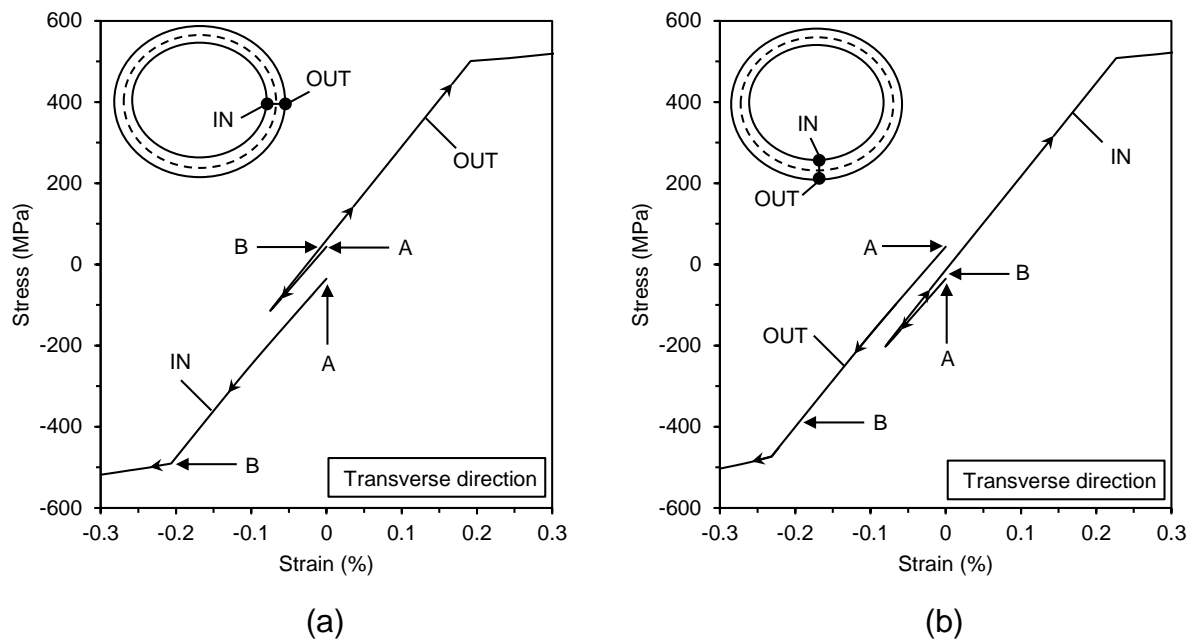 600
400
200
0
-200
-400
-600
-0.3 -0.2 -0.1 0 0.1 0.2 0.3
Stress (MPa)
Strain (%)
IN
OUT
OUT
B
A
A
IN
B
Transverse direction
(a)
600
400
200
0
-200
-400
-600
-0.3 -0.2 -0.1 0 0.1 0.2 0.3
Stress (MPa)
Strain (%)
IN
OUT
IN
A
B
A
OUT
B
Transverse direction
(b)